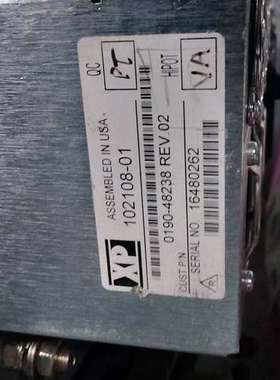 XP
ASSEMBLED IN USA -
102108-01
0190-48238 REV. 02
CUST P/N
SERIAL NO 16480262
QC PT
HIPOT VA